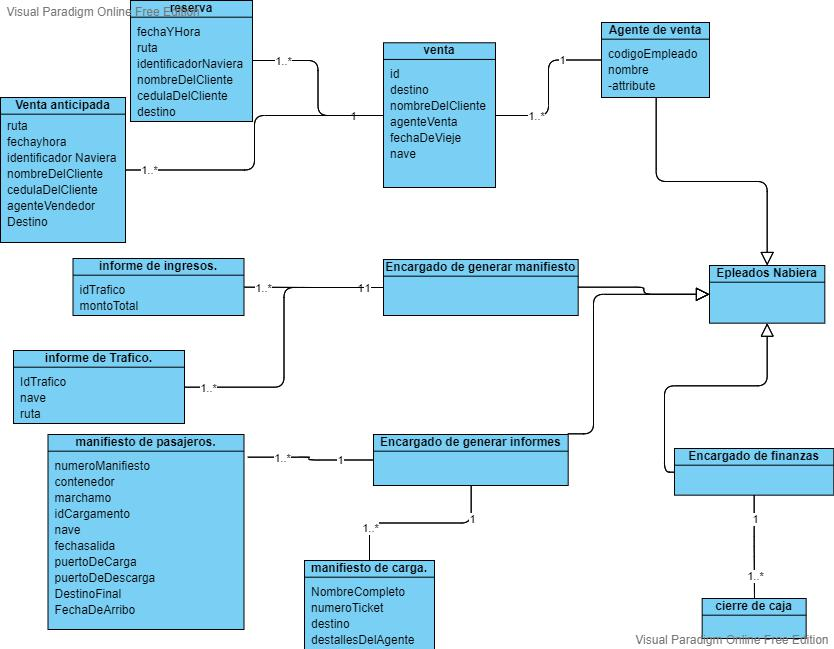 Visual Paradigm Online Free Edition
reserva
fechaYHora
ruta
identificadorNaviera
nombreDelCliente
cedulaDelCliente
destino
1..*
venta
id
destino
nombreDelCliente
agenteVenta
fechaDeVieje
nave
1
1..*
1
Agente de venta
codigoEmpleado
nombre
-attribute
Venta anticipada
ruta
fechayhora
identificador Naviera
nombreDelCliente
cedulaDelCliente
agenteVendedor
Destino
1..*
informe de ingresos.
idTrafico
montoTotal
1..*
1
1
Encargado de generar manifiesto
Epleados Nabiera
informe de Trafico.
IdTrafico
nave
ruta
1..*
manifiesto de pasajeros.
numeroManifiesto
contenedor
marchamo
idCargamento
nave
fechasalida
puertoDeCarga
puertoDeDescarga
DestinoFinal
FechaDeArribo
1..*
1
Encargado de generar informes
1
1..*
manifiesto de carga.
NombreCompleto
numeroTicket
destino
destallesDelAgente
Encargado de finanzas
1
1..*
cierre de caja
Visual Paradigm Online Free Edition